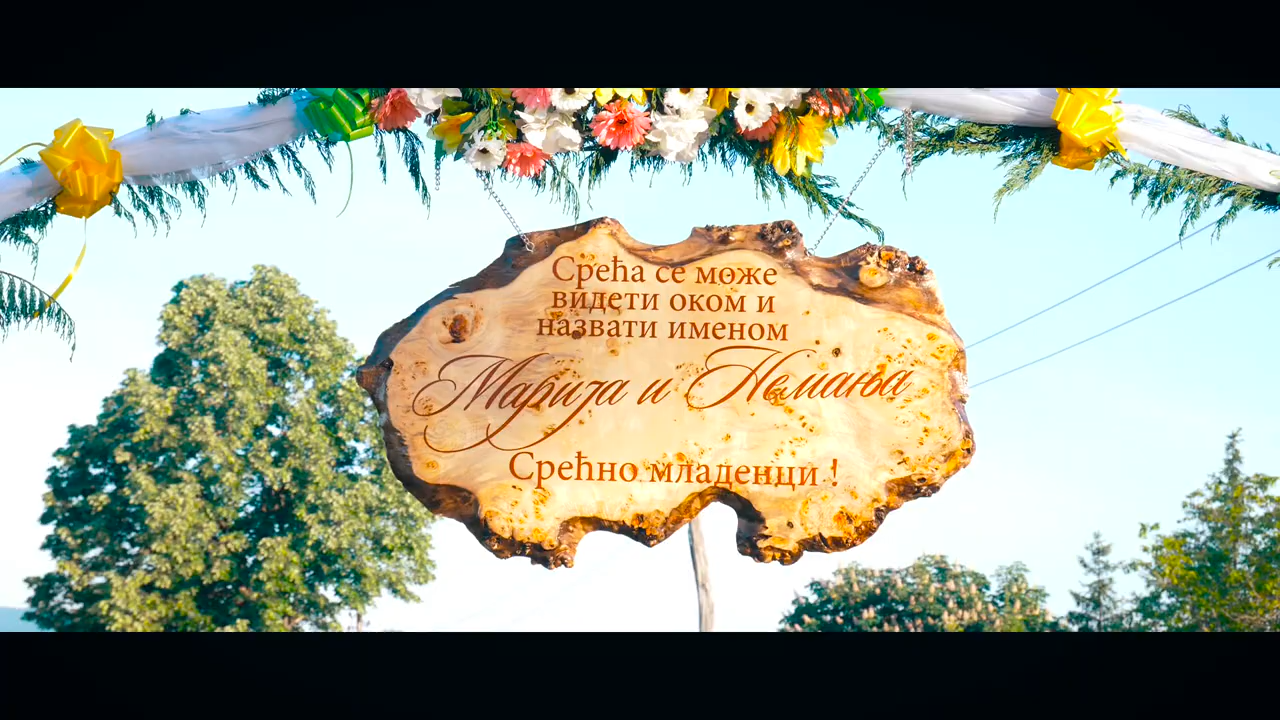 Срећа се може
видети оком и
назвати именом
Марија и Немања
Срећно младенци !